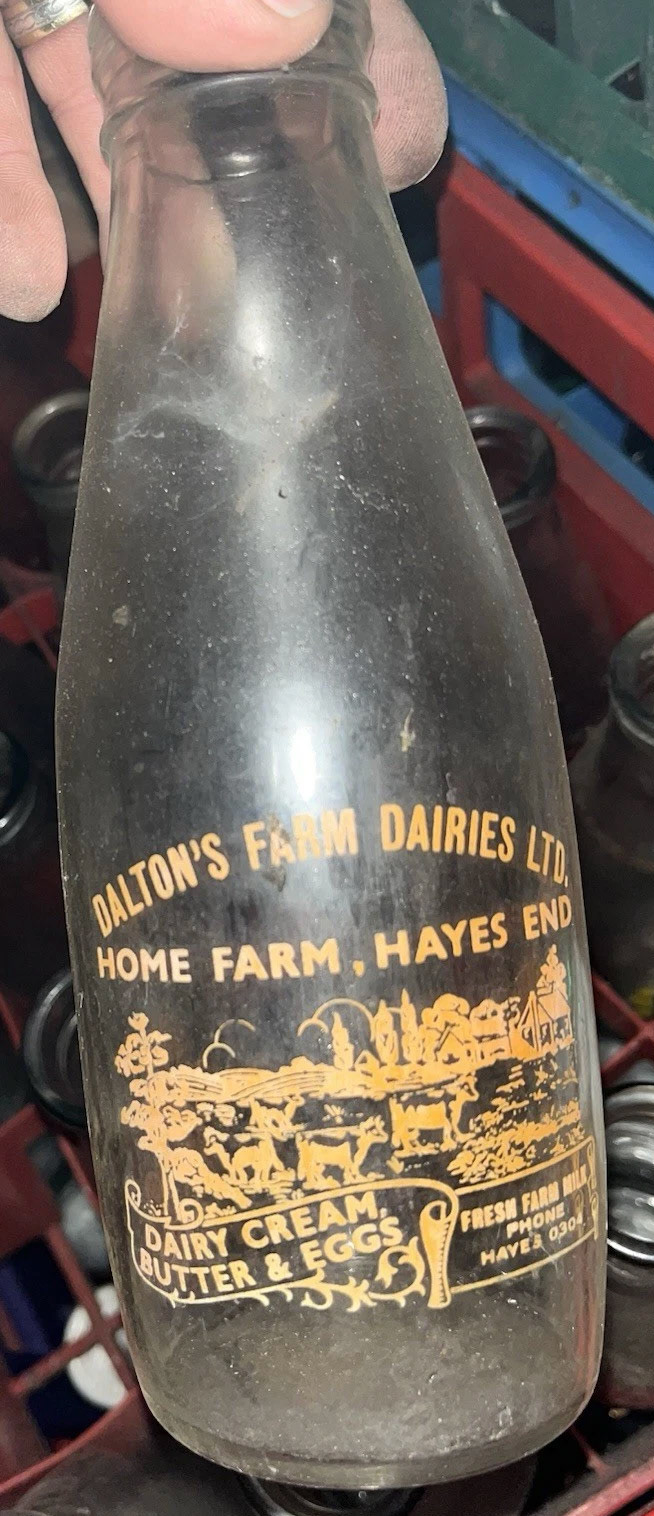 DALTON'S FARM DAIRIES LTD.
HOME FARM, HAYES END
DAIRY CREAM,
BUTTER & EGGS
FRESH FARM MILK
PHONE
HAYES 0304